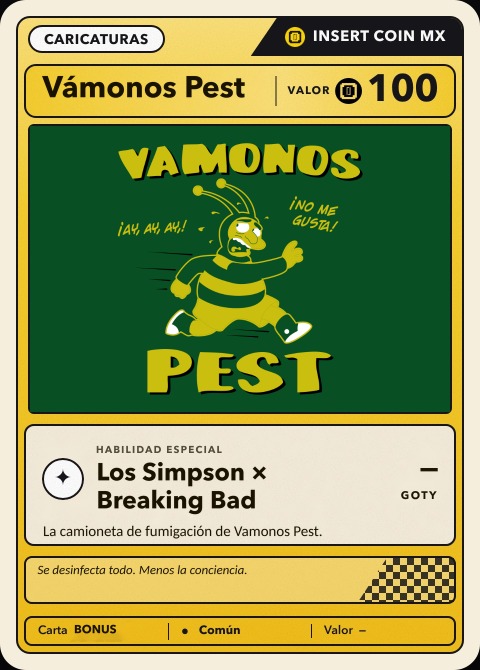 CARICATURAS
INSERT COIN MX
Vámonos Pest
VALOR 100
VAMONOS
¡AY, AY, AY,!
¡NO ME
GUSTA!
PEST
HABILIDAD ESPECIAL
Los Simpson ×
Breaking Bad
—
GOTY
La camioneta de fumigación de Vamonos Pest.
Se desinfecta todo. Menos la conciencia.
Carta BONUS
• Común
Valor –